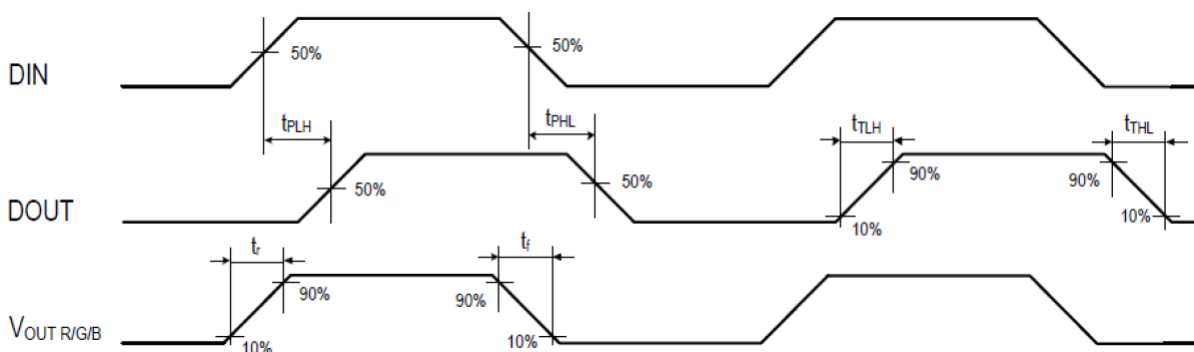 50%
50%
DIN
tPLH
tPHL
tTLH
tTHL
50%
50%
90%
90%
DOUT
10%
10%
tr
tf
90%
90%
VOUT R/G/B
10%
10%